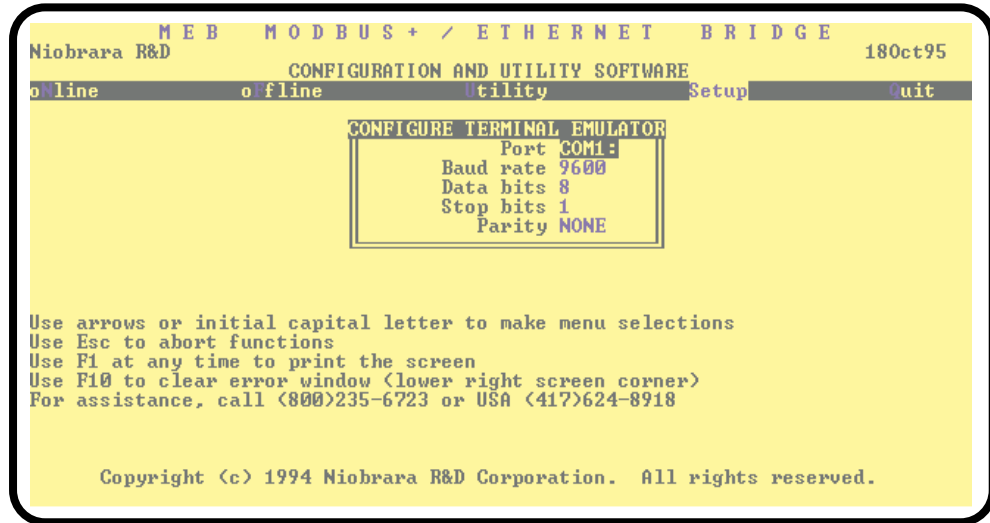 MEB MODBUS+ / ETHERNET BRIDGE
Niobrara R&D 18Oct95
CONFIGURATION AND UTILITY SOFTWARE
oNline oFfline Utility Setup Quit
CONFIGURE TERMINAL EMULATOR
Port COM1:
Baud rate 9600
Data bits 8
Stop bits 1
Parity NONE
Use arrows or initial capital letter to make menu selections
Use Esc to abort functions
Use F1 at any time to print the screen
Use F10 to clear error window (lower right screen corner)
For assistance, call (800)235-6723 or USA (417)624-8918
Copyright (c) 1994 Niobrara R&D Corporation. All rights reserved.